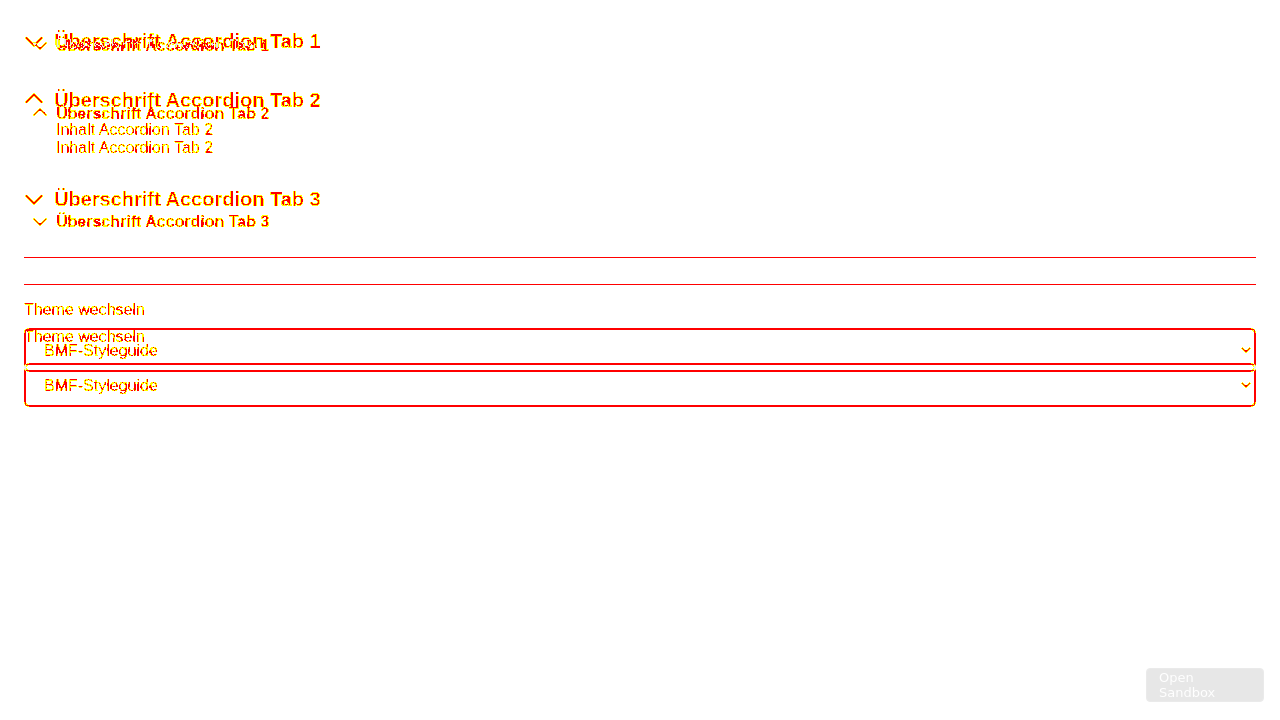 Überschrift Accordion Tab 1
Überschrift Accordion Tab 1
Überschrift Accordion Tab 2
Überschrift Accordion Tab 2
Inhalt Accordion Tab 2
Inhalt Accordion Tab 2
Überschrift Accordion Tab 3
Überschrift Accordion Tab 3
Theme wechseln
Theme wechseln
BMF-Styleguide
BMF-Styleguide
Open
Sandbox